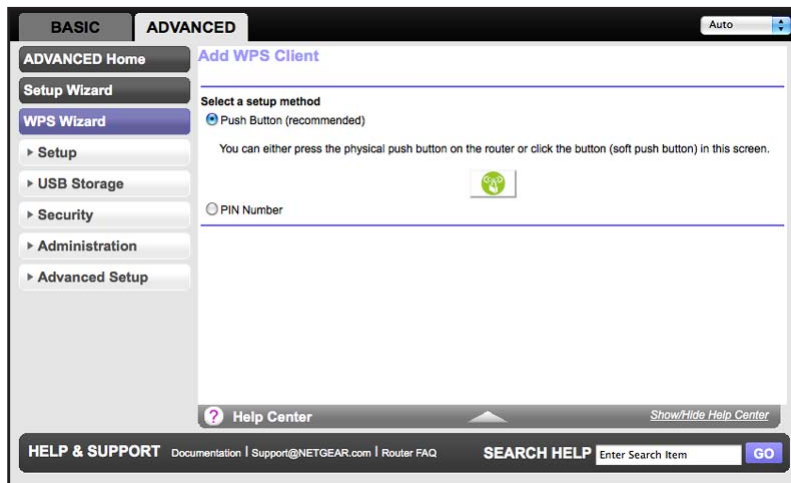 BASIC
ADVANCED
Auto
ADVANCED Home
Setup Wizard
WPS Wizard
Setup
USB Storage
Security
Administration
Advanced Setup
Add WPS Client
Select a setup method
Push Button (recommended)
You can either press the physical push button on the router or click the button (soft push button) in this screen.
PIN Number
? Help Center
Show/Hide Help Center
HELP & SUPPORT Documentation | Support@NETGEAR.com | Router FAQ
SEARCH HELP Enter Search Item GO